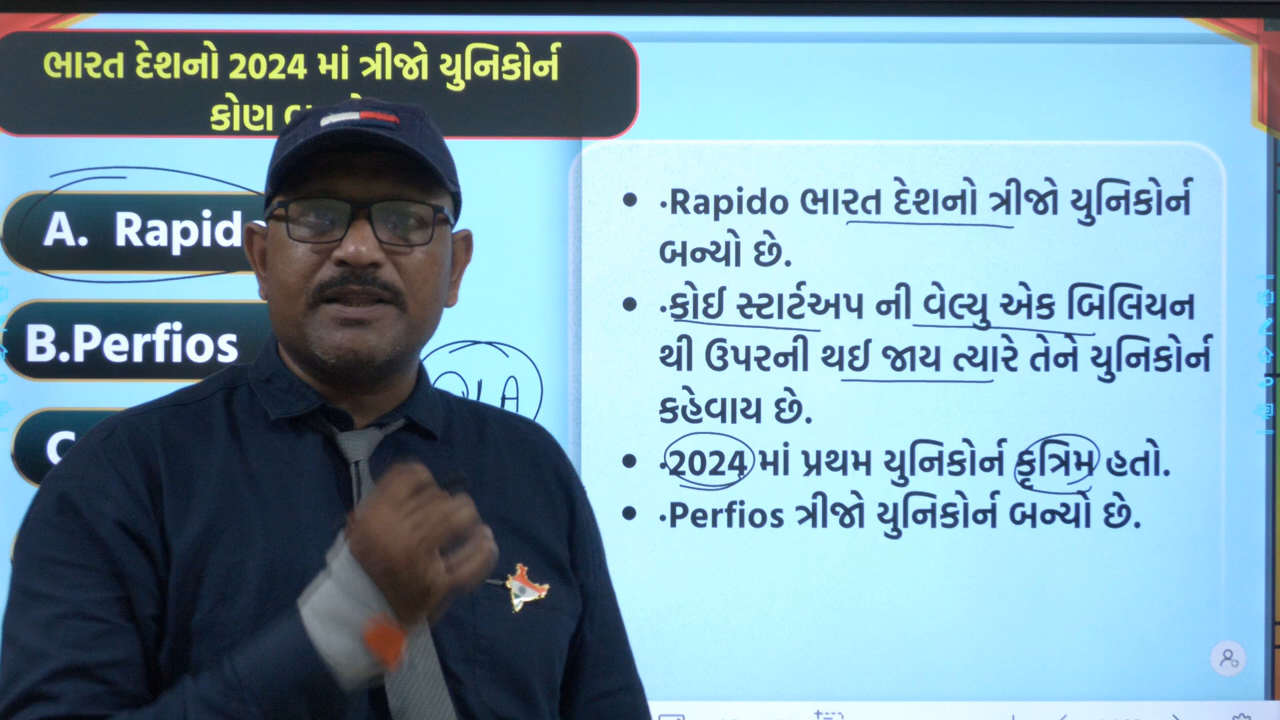 ભારત દેશનો 2024 માં ત્રીજો યુનિકોર્ન
કોણ
A. Rapid
B.Perfios
C
OLA
•  ·Rapido ભારત દેશનો ત્રીજો યુનિકોર્ન
બન્યો છે.
•  ·કોઈ સ્ટાર્ટઅપ ની વેલ્યુ એક બિલિયન
થી ઉપરની થઈ જાય ત્યારે તેને યુનિકોર્ન
કહેવાય છે.
•  ·2024 માં પ્રથમ યુનિકોર્ન કૃત્રિમ હતો.
•  ·Perfios ત્રીજો યુનિકોર્ન બન્યો છે.